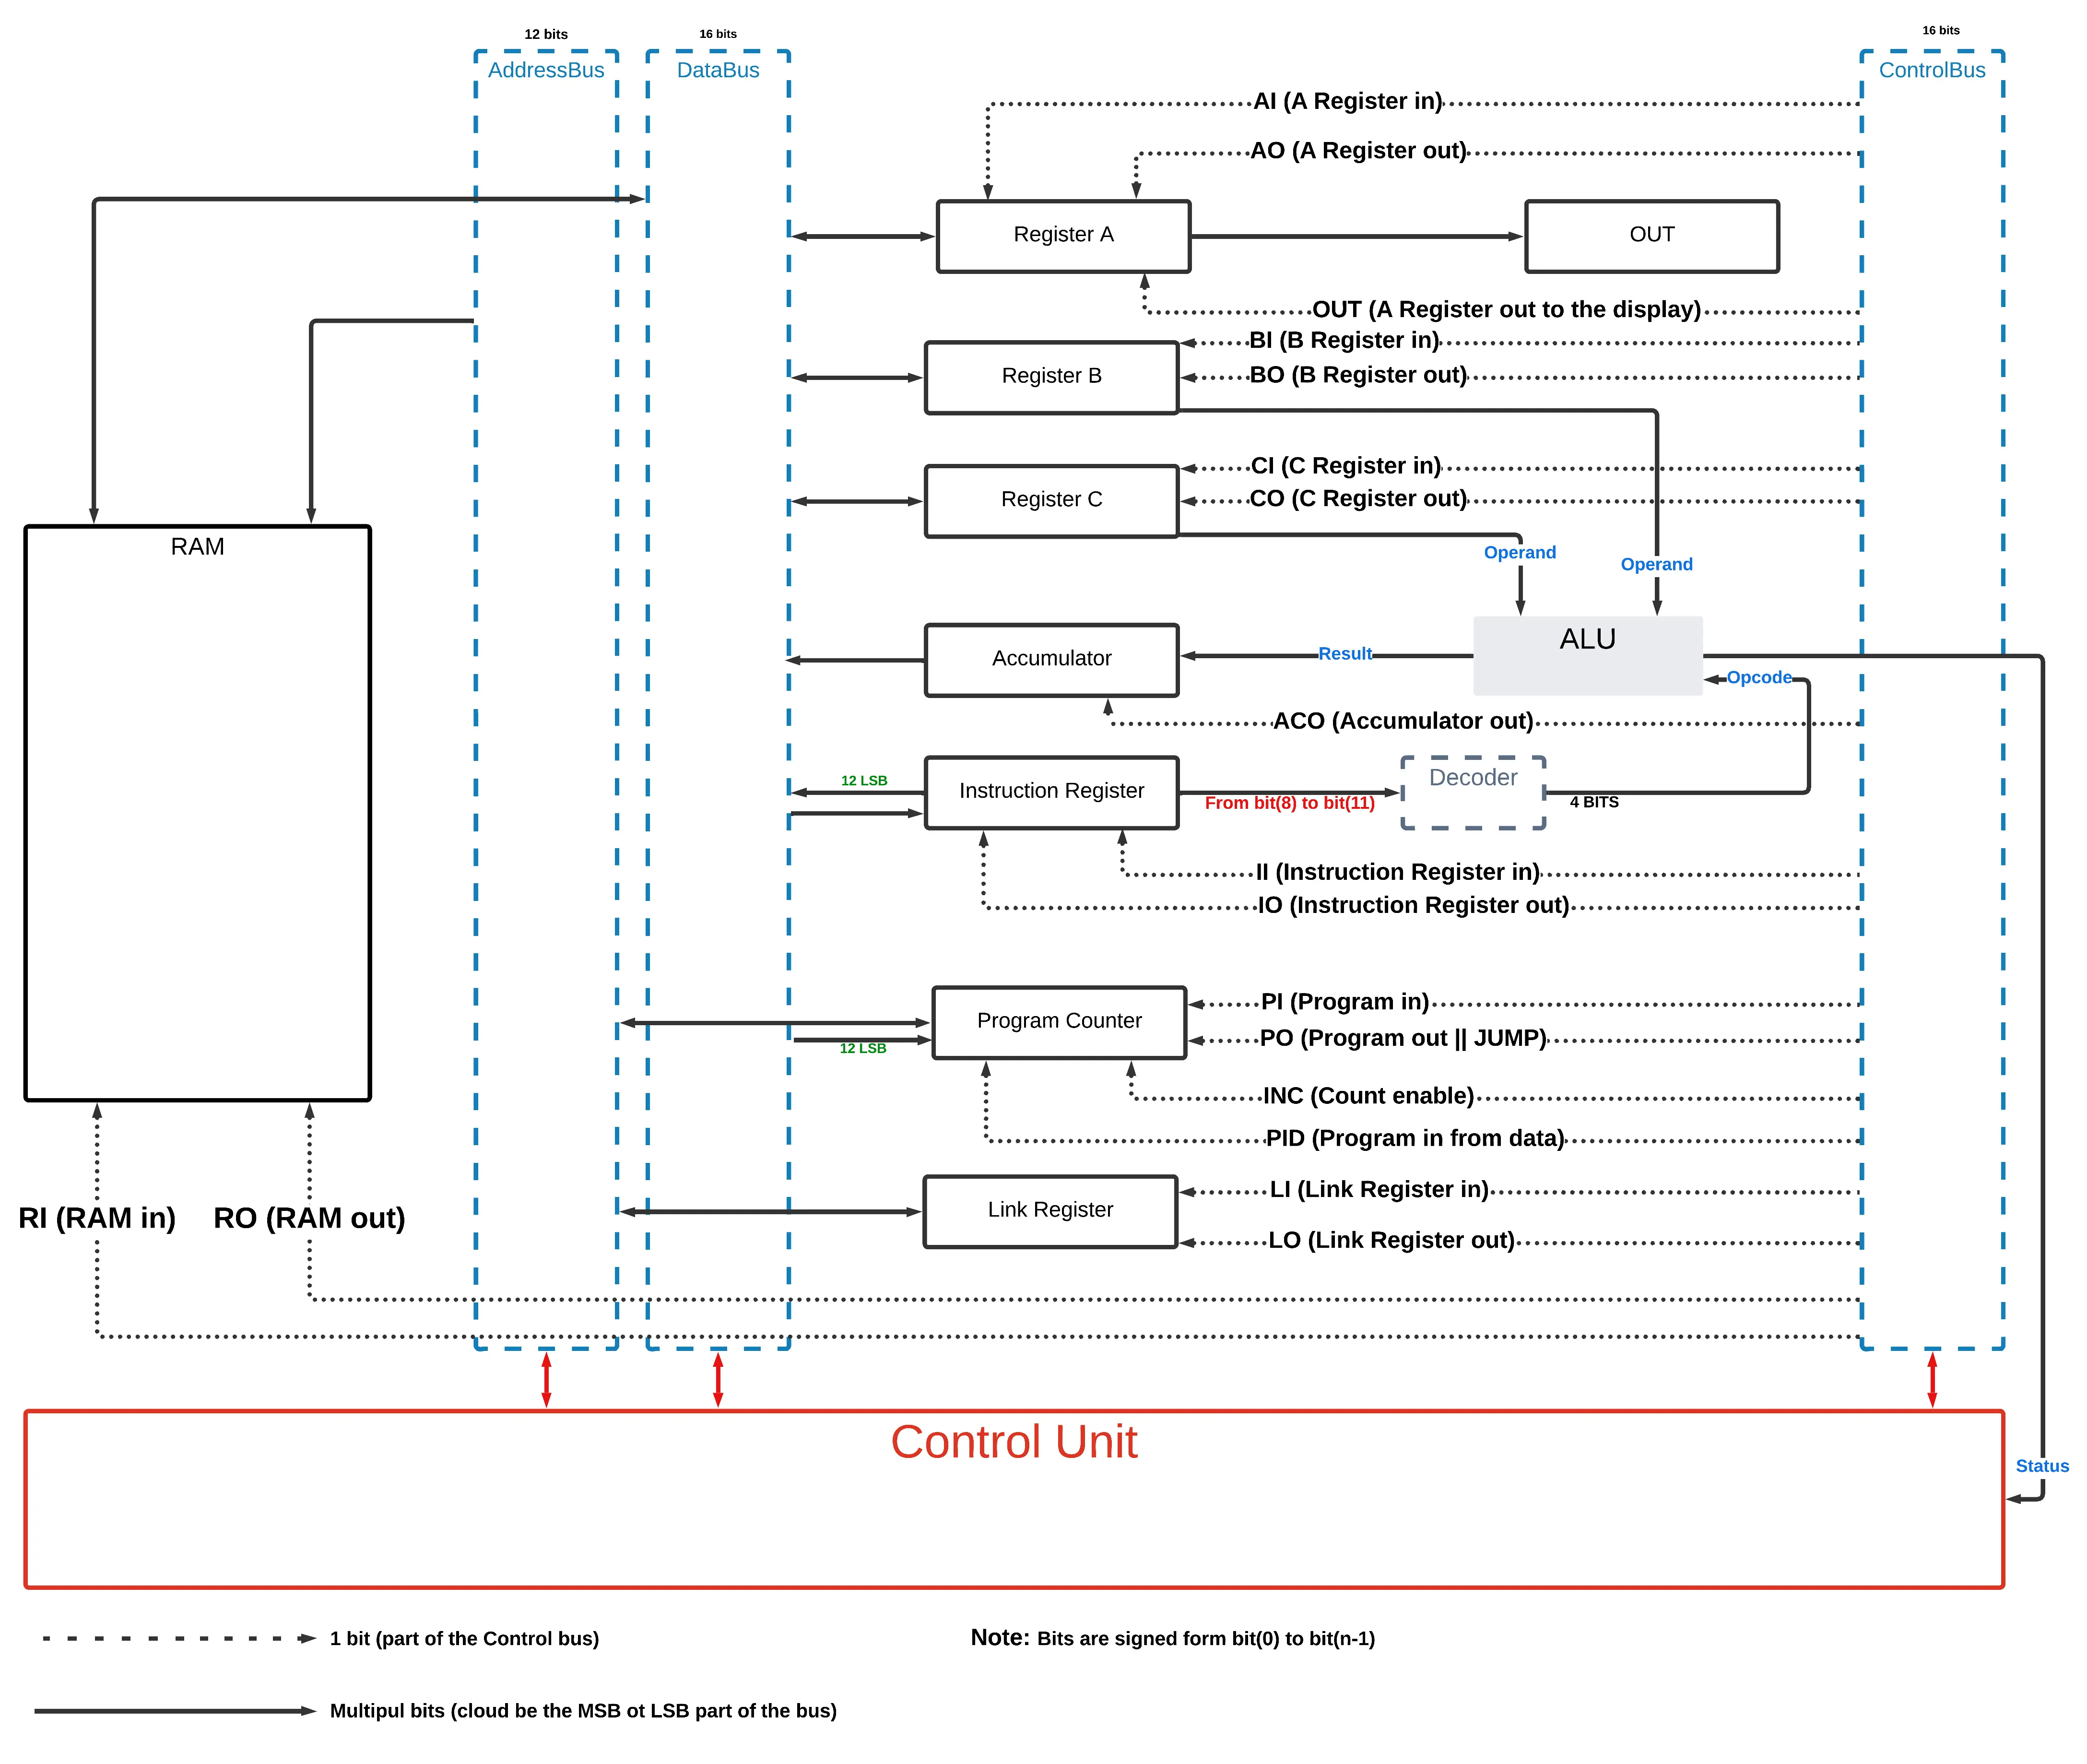 12 bits
16 bits
16 bits
AddressBus
DataBus
ControlBus
AI (A Register in)
AO (A Register out)
Register A
OUT
OUT (A Register out to the display)
BI (B Register in)
Register B
BO (B Register out)
CI (C Register in)
Register C
CO (C Register out)
RAM
Operand
Operand
ALU
Accumulator
Result
Opcode
ACO (Accumulator out)
12 LSB
Instruction Register
Decoder
From bit(8) to bit(11)
4 BITS
II (Instruction Register in)
IO (Instruction Register out)
PI (Program in)
Program Counter
PO (Program out || JUMP)
12 LSB
INC (Count enable)
PID (Program in from data)
LI (Link Register in)
Link Register
RI (RAM in)
RO (RAM out)
LO (Link Register out)
Control Unit
Status
1 bit (part of the Control bus)
Note: Bits are signed form bit(0) to bit(n-1)
Multipul bits (cloud be the MSB ot LSB part of the bus)